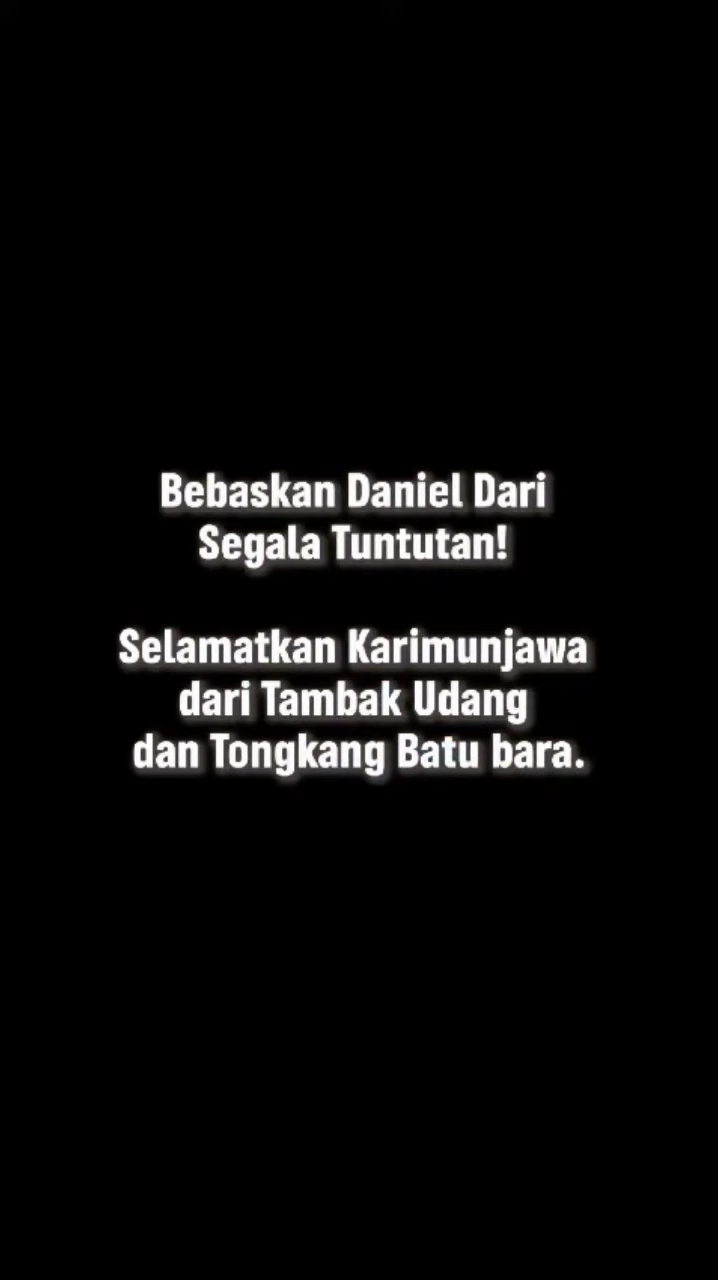 Bebaskan Daniel Dari
Segala Tuntutan!
Selamatkan Karimunjawa
dari Tambak Udang
dan Tongkang Batu bara.